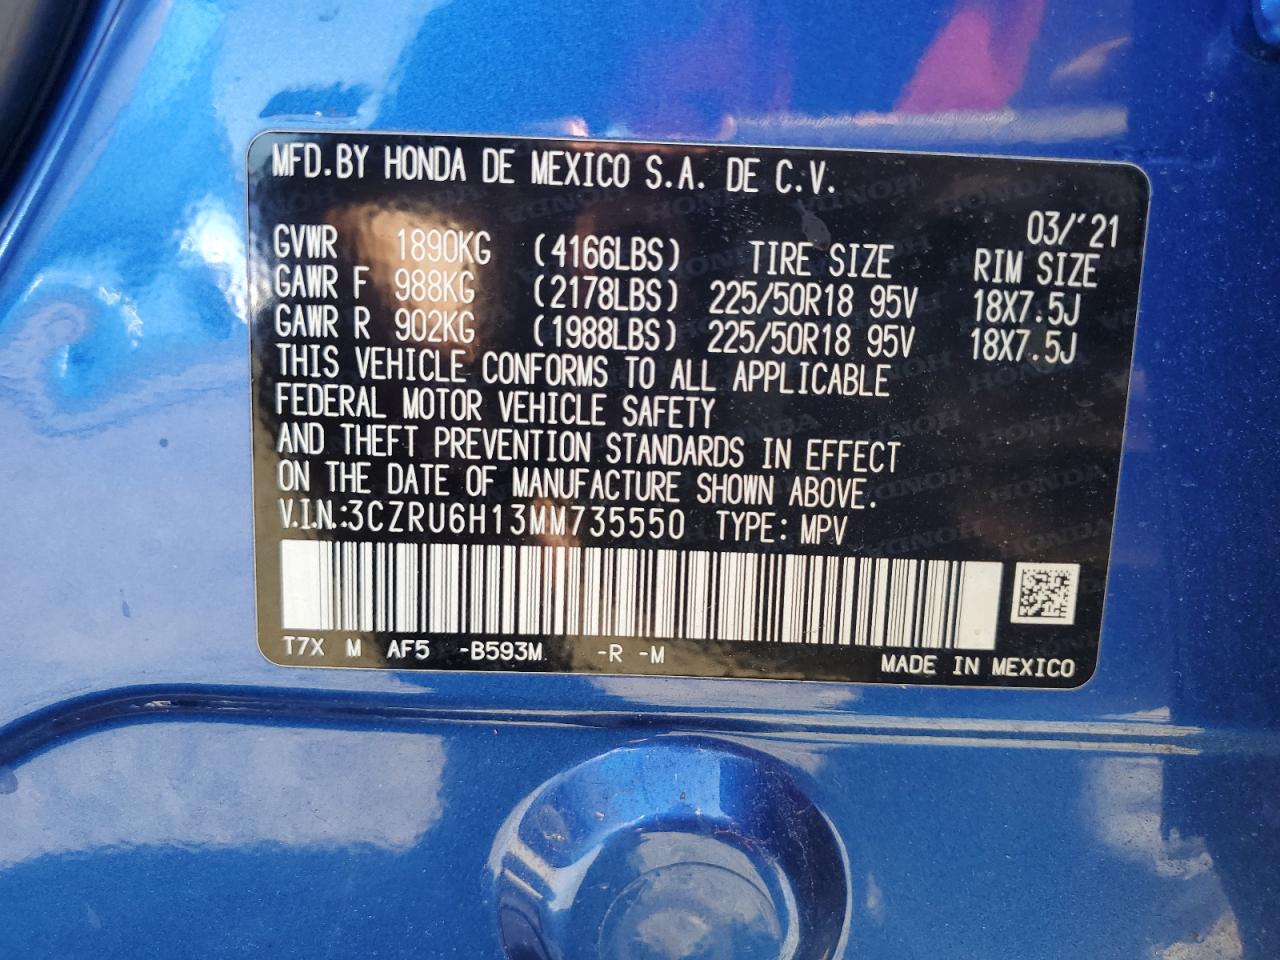 MFD.BY HONDA DE MEXICO S.A. DE C.V.
03/'21
GVWR 1890KG (4166LBS) TIRE SIZE RIM SIZE
GAWR F 988KG (2178LBS) 225/50R18 95V 18X7.5J
GAWR R 902KG (1988LBS) 225/50R18 95V 18X7.5J
THIS VEHICLE CONFORMS TO ALL APPLICABLE
FEDERAL MOTOR VEHICLE SAFETY
AND THEFT PREVENTION STANDARDS IN EFFECT
ON THE DATE OF MANUFACTURE SHOWN ABOVE.
V.I.N.:3CZRU6H13MM735550 TYPE: MPV
T7X M AF5 -B593M -R -M
MADE IN MEXICO